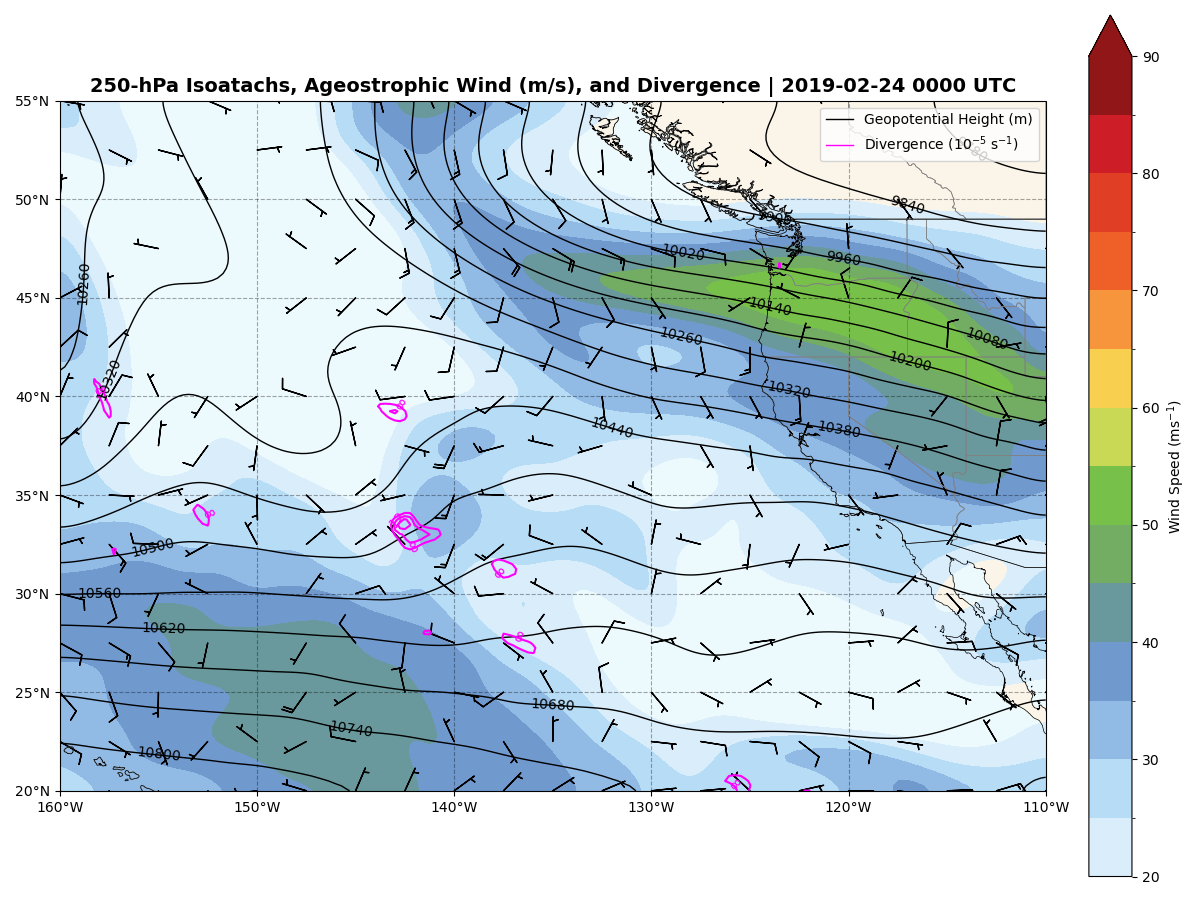 250-hPa Isoatachs, Ageostrophic Wind (m/s), and Divergence | 2019-02-24 0000 UTC
Geopotential Height (m)
Divergence (10⁻⁵ s⁻¹)
55°N
50°N
45°N
40°N
35°N
30°N
25°N
20°N
160°W
150°W
140°W
130°W
120°W
110°W
9840
9960
10020
10140
10080
10200
10260
10260
10320
10320
10380
10440
10500
10560
10620
10680
10740
10800
90
80
70
60
50
40
30
20
Wind Speed (ms⁻¹)